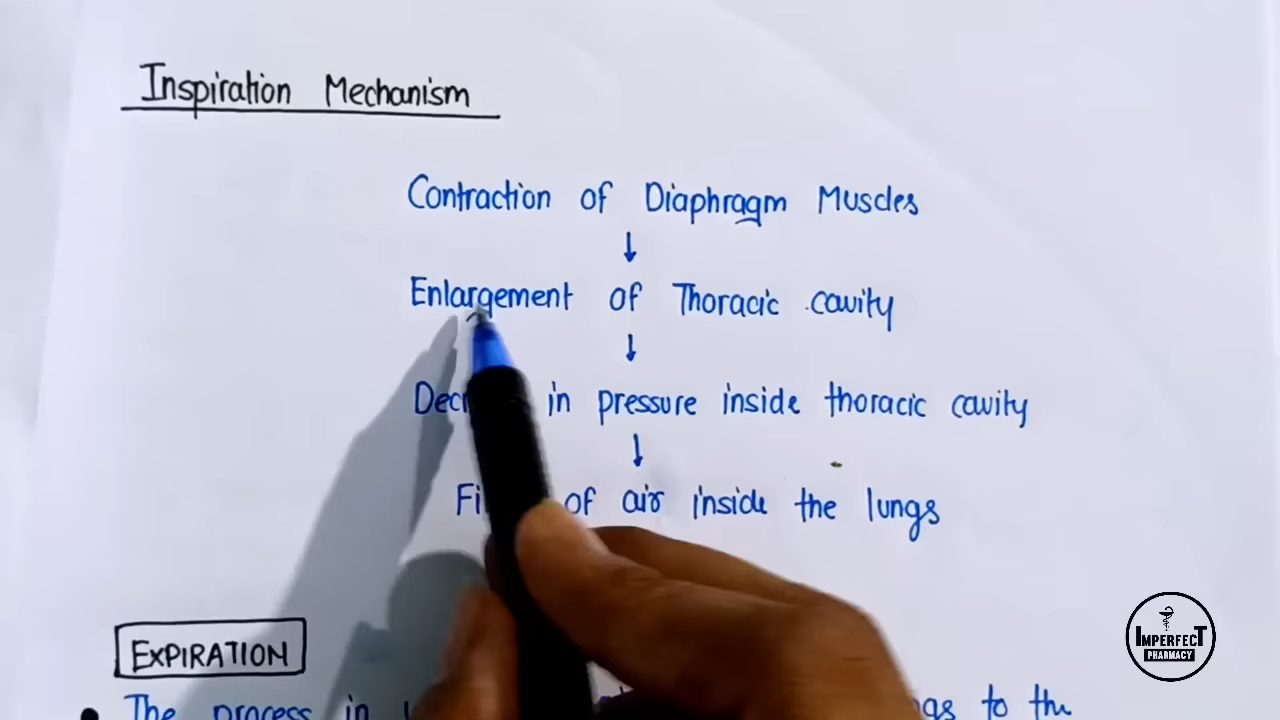 Inspiration Mechanism
Contraction of Diaphragm Muscles
↓
Enlargement of Thoracic cavity
↓
in pressure inside thoracic cavity
↓
of air inside the lungs
EXPIRATION
• The process in to the
IMPERFECT
PHARMACY